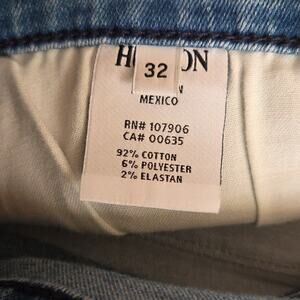 32
MEXICO
RN# 107906
CA# 00635
92% COTTON
6% POLYESTER
2% ELASTAN